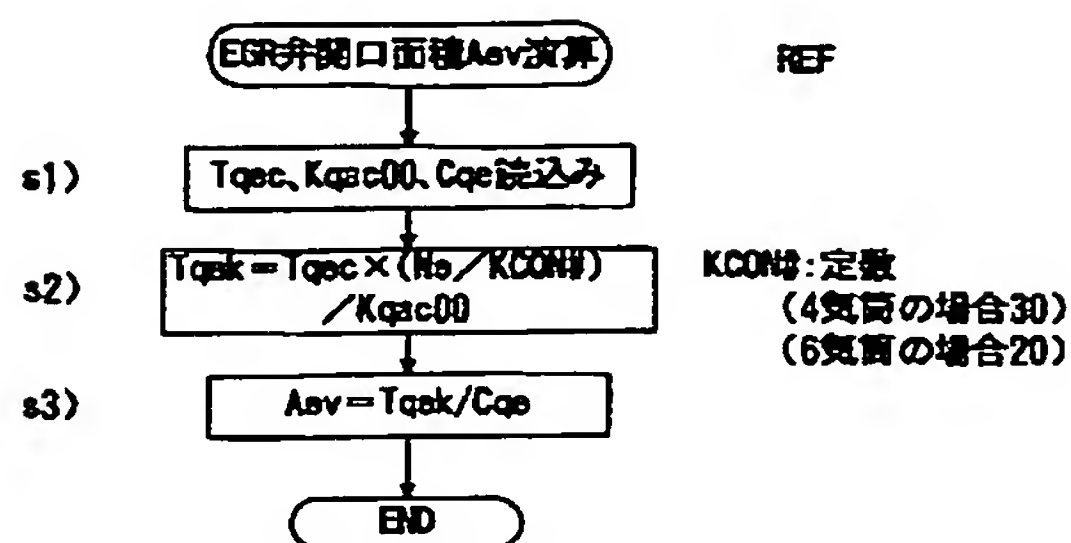 EGR弁開口面積Aev演算
REF
s1)
Tqec、Kqac00、Cqe読込み
s2)
Tqek=Tqec×(Ne/KCON#)
/Kqac00
KCON#:定数
(4気筒の場合30)
(6気筒の場合20)
s3)
Aev=Tqek/Cqe
END